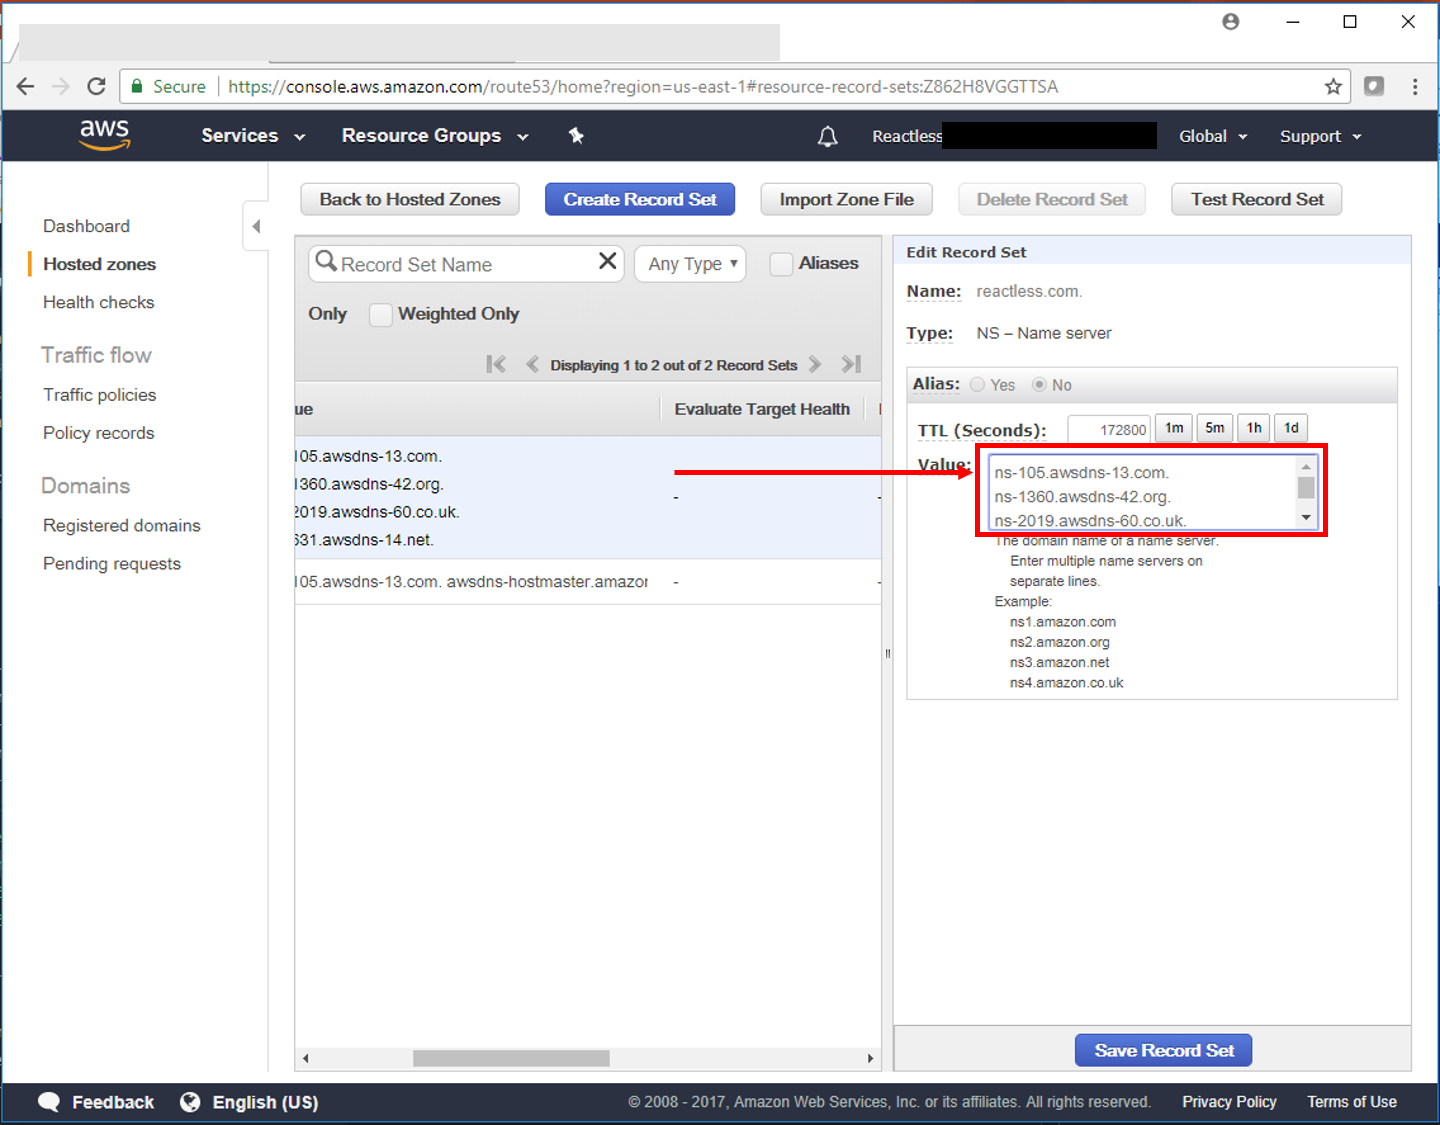 Secure https://console.aws.amazon.com/route53/home?region=us-east-1#resource-record-sets:Z862H8VGGTTSA
aws Services Resource Groups Reactless Global Support
Back to Hosted Zones Create Record Set Import Zone File Delete Record Set Test Record Set
Dashboard
Hosted zones
Health checks
Traffic flow
Traffic policies
Policy records
Domains
Registered domains
Pending requests
Record Set Name Any Type Aliases
Only Weighted Only
Displaying 1 to 2 out of 2 Record Sets
ue Evaluate Target Health
105.awsdns-13.com.
1360.awsdns-42.org.
2019.awsdns-60.co.uk.
631.awsdns-14.net.
- -
105.awsdns-13.com. awsdns-hostmaster.amazor - -
Edit Record Set
Name: reactless.com.
Type: NS – Name server
Alias: Yes No
TTL (Seconds): 172800 1m 5m 1h 1d
Value: ns-105.awsdns-13.com.
ns-1360.awsdns-42.org.
ns-2019.awsdns-60.co.uk.
The domain name of a name server.
Enter multiple name servers on
separate lines.
Example:
ns1.amazon.com
ns2.amazon.org
ns3.amazon.net
ns4.amazon.co.uk
Save Record Set
Feedback English (US) © 2008 - 2017, Amazon Web Services, Inc. or its affiliates. All rights reserved. Privacy Policy Terms of Use